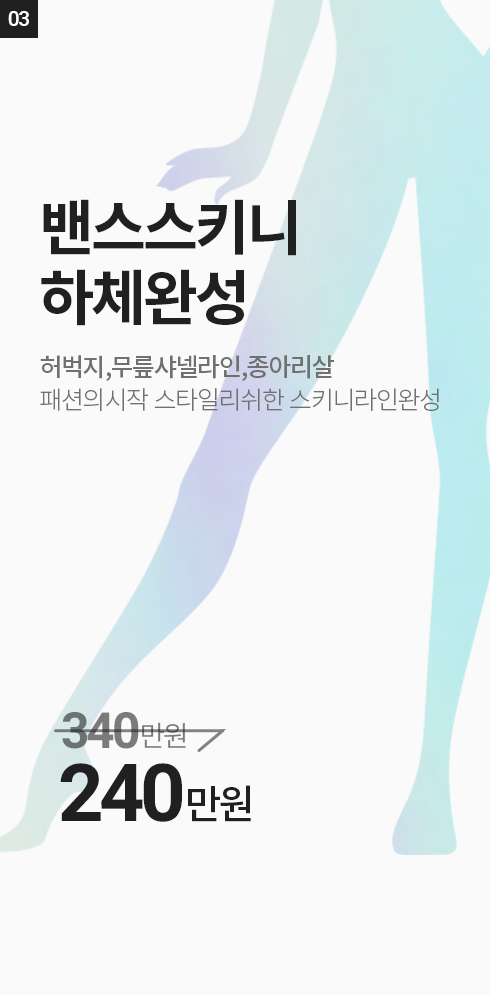 03
밴스스키니
하체완성
허벅지,무릎샤넬라인,종아리살
패션의시작 스타일리쉬한 스키니라인완성
340만원
240만원